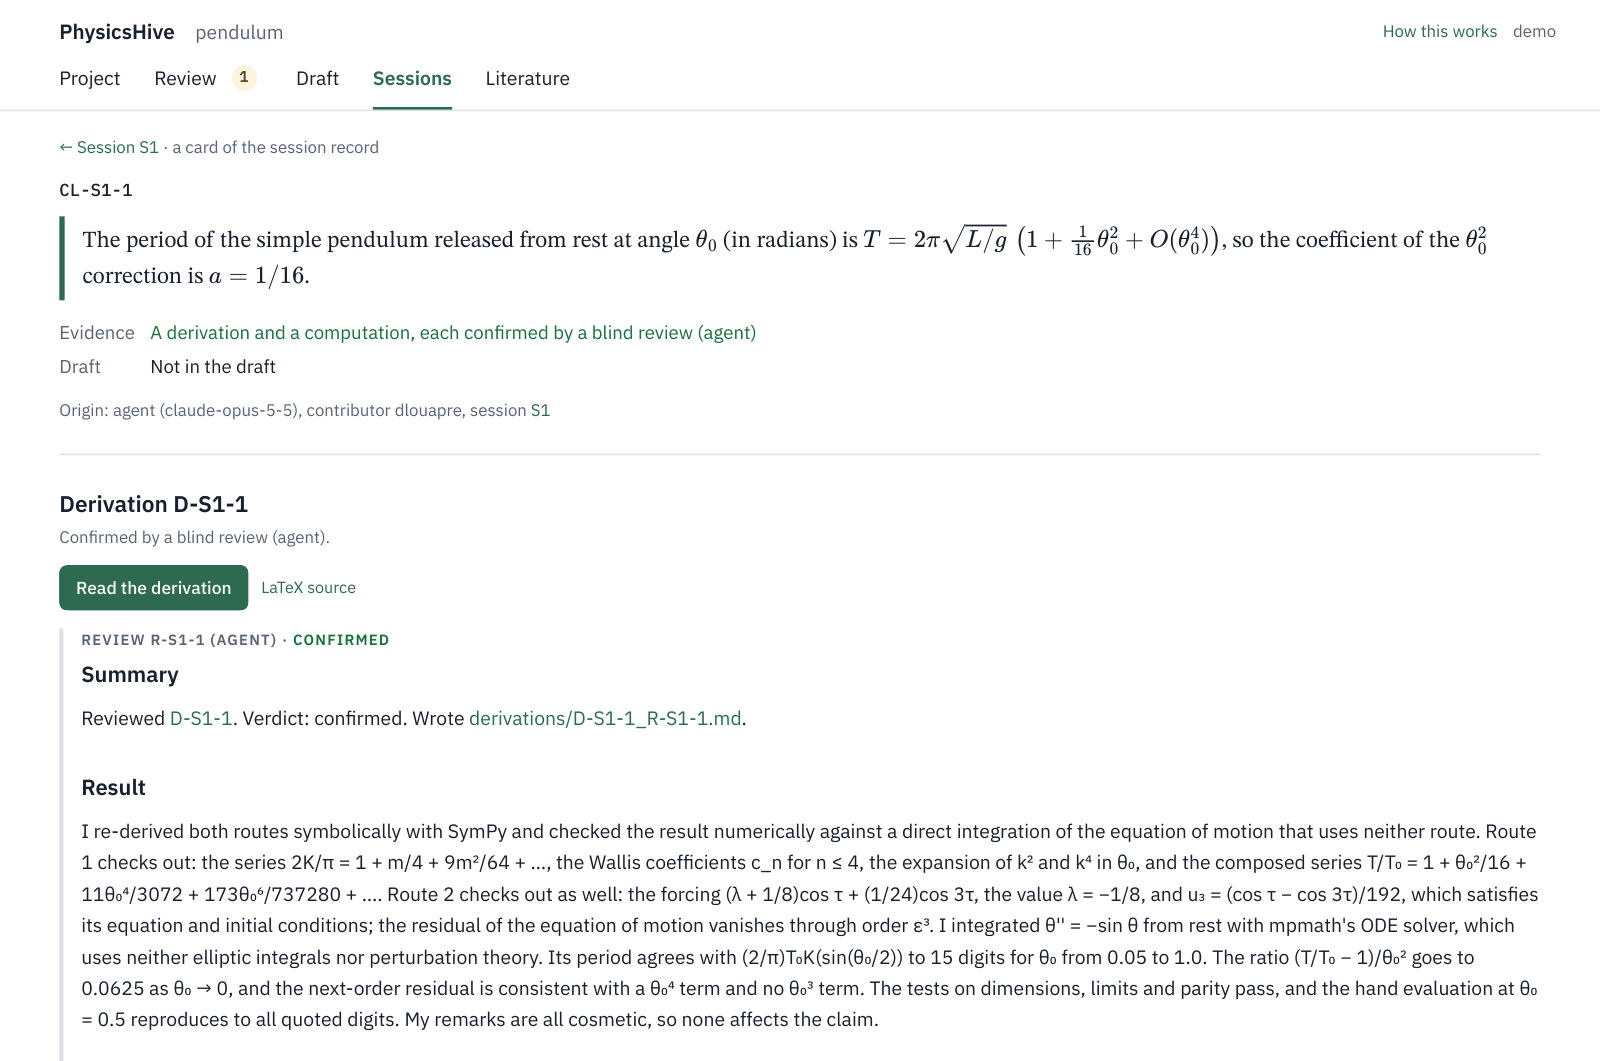 PhysicsHive pendulum How this works demo
Project Review 1 Draft Sessions Literature
← Session S1 · a card of the session record
CL-S1-1
The period of the simple pendulum released from rest at angle θ₀ (in radians) is T = 2π√(L/g) (1 + 1/16 θ₀² + O(θ₀⁴)), so the coefficient of the θ₀²
correction is a = 1/16.
Evidence A derivation and a computation, each confirmed by a blind review (agent)
Draft Not in the draft
Origin: agent (claude-opus-5-5), contributor dlouapre, session S1
Derivation D-S1-1
Confirmed by a blind review (agent).
Read the derivation LaTeX source
REVIEW R-S1-1 (AGENT) · CONFIRMED
Summary
Reviewed D-S1-1. Verdict: confirmed. Wrote derivations/D-S1-1_R-S1-1.md.
Result
I re-derived both routes symbolically with SymPy and checked the result numerically against a direct integration of the equation of motion that uses neither route. Route
1 checks out: the series 2K/π = 1 + m/4 + 9m²/64 + ..., the Wallis coefficients c_n for n ≤ 4, the expansion of k² and k⁴ in θ₀, and the composed series T/T₀ = 1 + θ₀²/16 +
11θ₀⁴/3072 + 173θ₀⁶/737280 + .... Route 2 checks out as well: the forcing (λ + 1/8)cos τ + (1/24)cos 3τ, the value λ = −1/8, and u₃ = (cos τ − cos 3τ)/192, which satisfies
its equation and initial conditions; the residual of the equation of motion vanishes through order ε³. I integrated θ'' = −sin θ from rest with mpmath's ODE solver, which
uses neither elliptic integrals nor perturbation theory. Its period agrees with (2/π)T₀K(sin(θ₀/2)) to 15 digits for θ₀ from 0.05 to 1.0. The ratio (T/T₀ − 1)/θ₀² goes to
0.0625 as θ₀ → 0, and the next-order residual is consistent with a θ₀⁴ term and no θ₀³ term. The tests on dimensions, limits and parity pass, and the hand evaluation at θ₀
= 0.5 reproduces to all quoted digits. My remarks are all cosmetic, so none affects the claim.